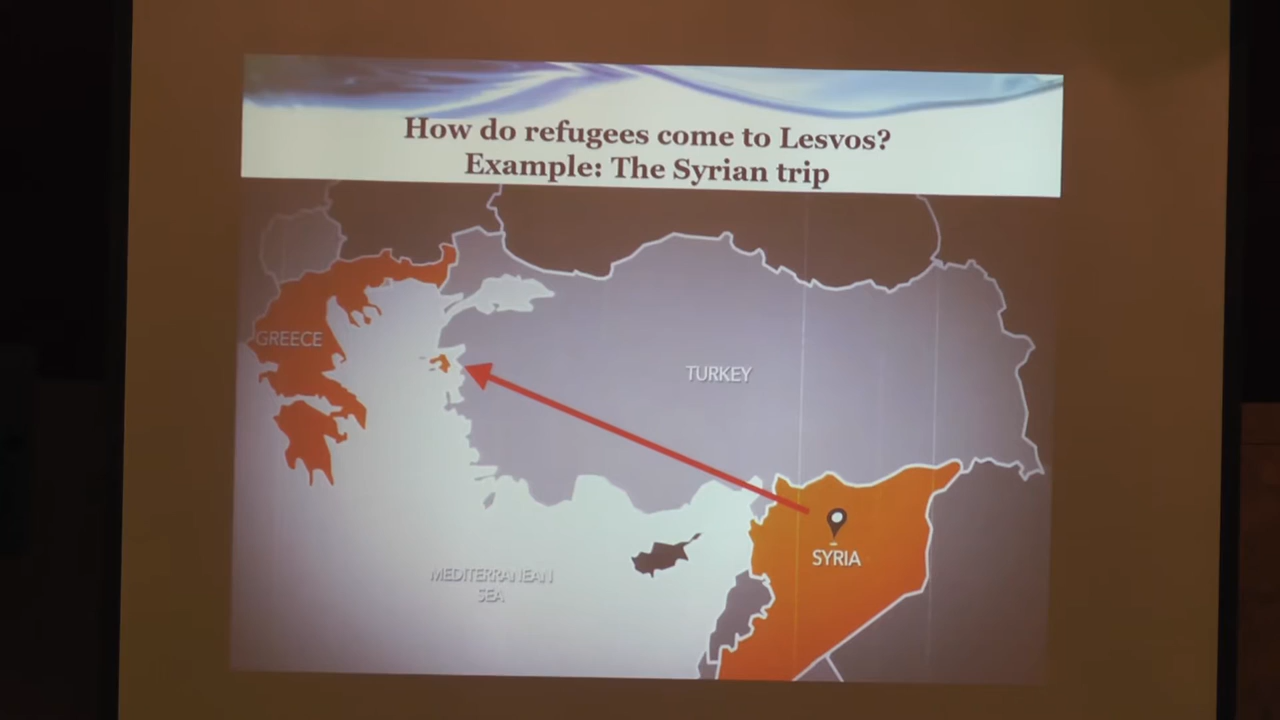 How do refugees come to Lesvos?
Example: The Syrian trip
GREECE
TURKEY
SYRIA
MEDITERRANEAN
SEA